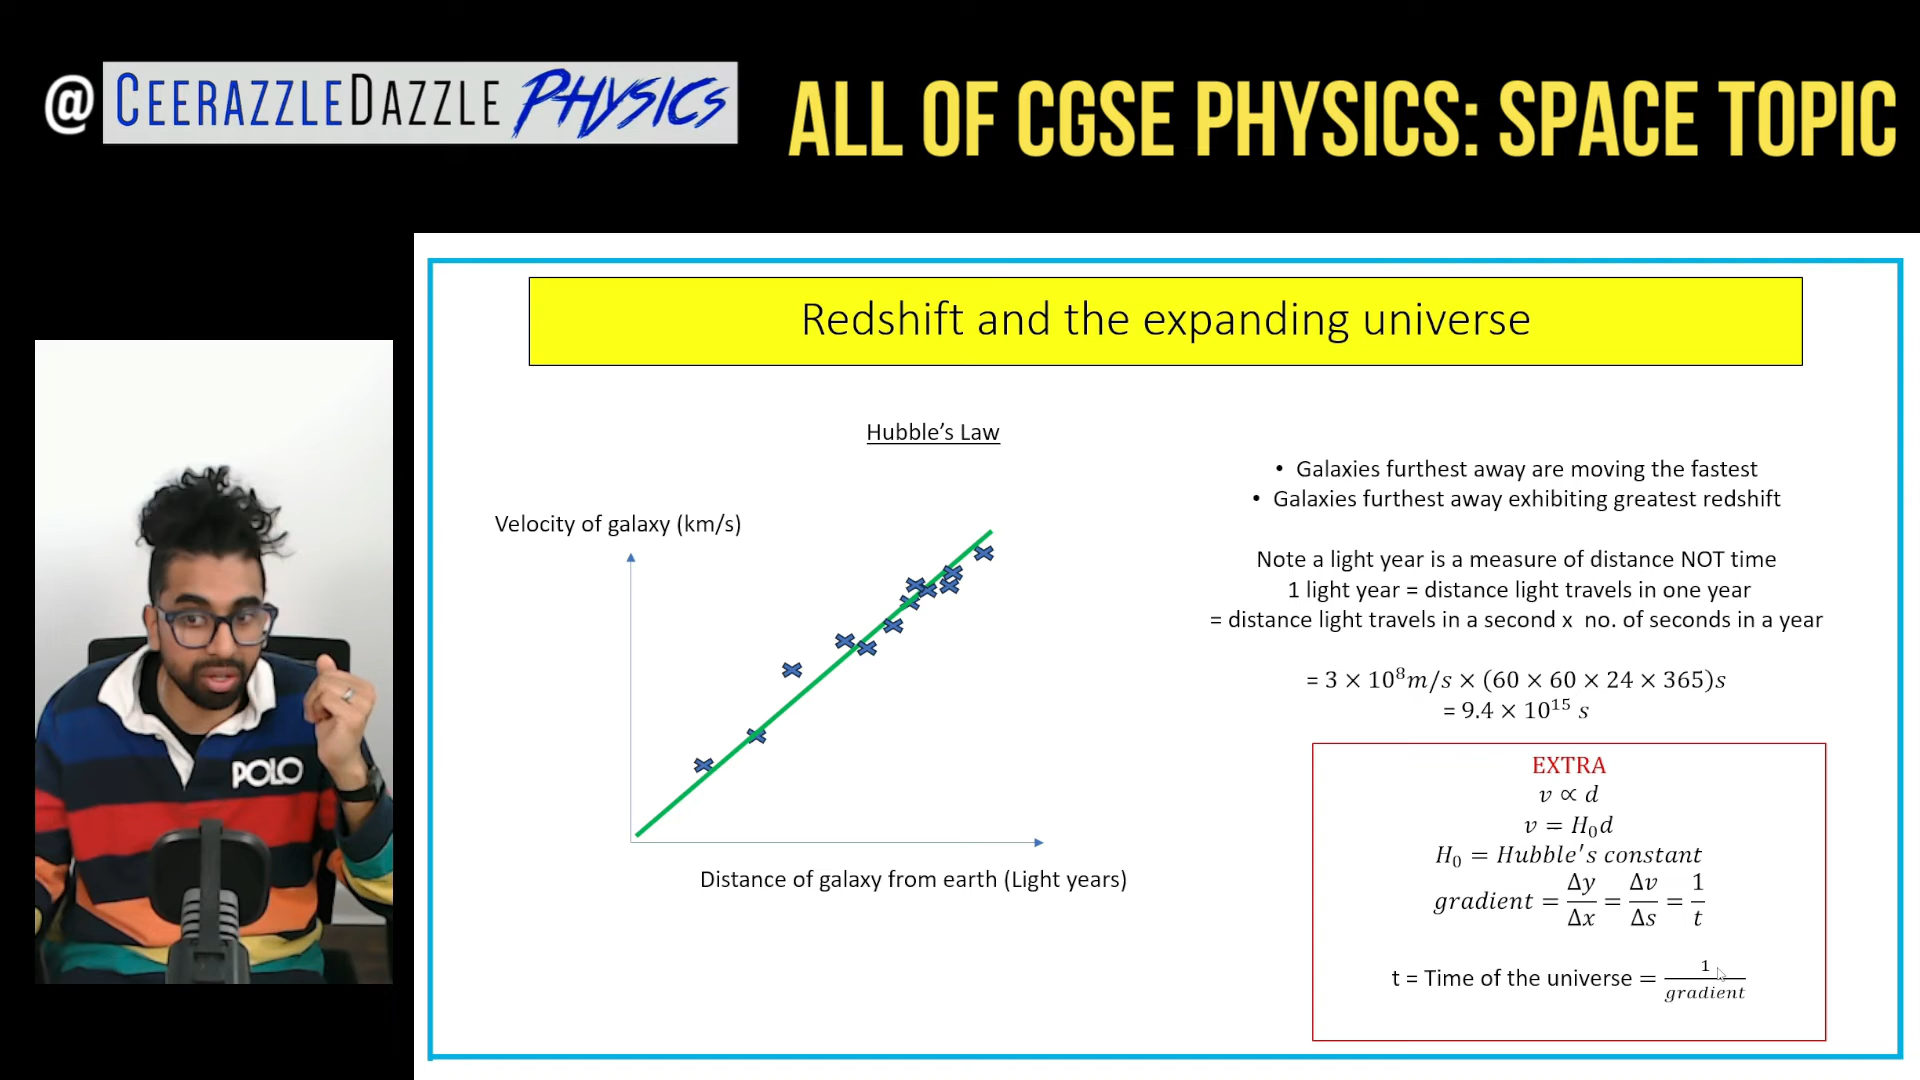 @ CEERAZZLEDAZZLE PHYSICS
ALL OF CGSE PHYSICS: SPACE TOPIC
Redshift and the expanding universe
Hubble's Law
Velocity of galaxy (km/s)
Distance of galaxy from earth (Light years)
• Galaxies furthest away are moving the fastest
• Galaxies furthest away exhibiting greatest redshift
Note a light year is a measure of distance NOT time
1 light year = distance light travels in one year
= distance light travels in a second x no. of seconds in a year
= 3 × 10⁸m/s × (60 × 60 × 24 × 365)s
= 9.4 × 10¹⁵ s
EXTRA
v ∝ d
v = H₀d
H₀ = Hubble's constant
gradient = Δy/Δx = Δv/Δs = 1/t
t = Time of the universe = 1/gradient
POLO